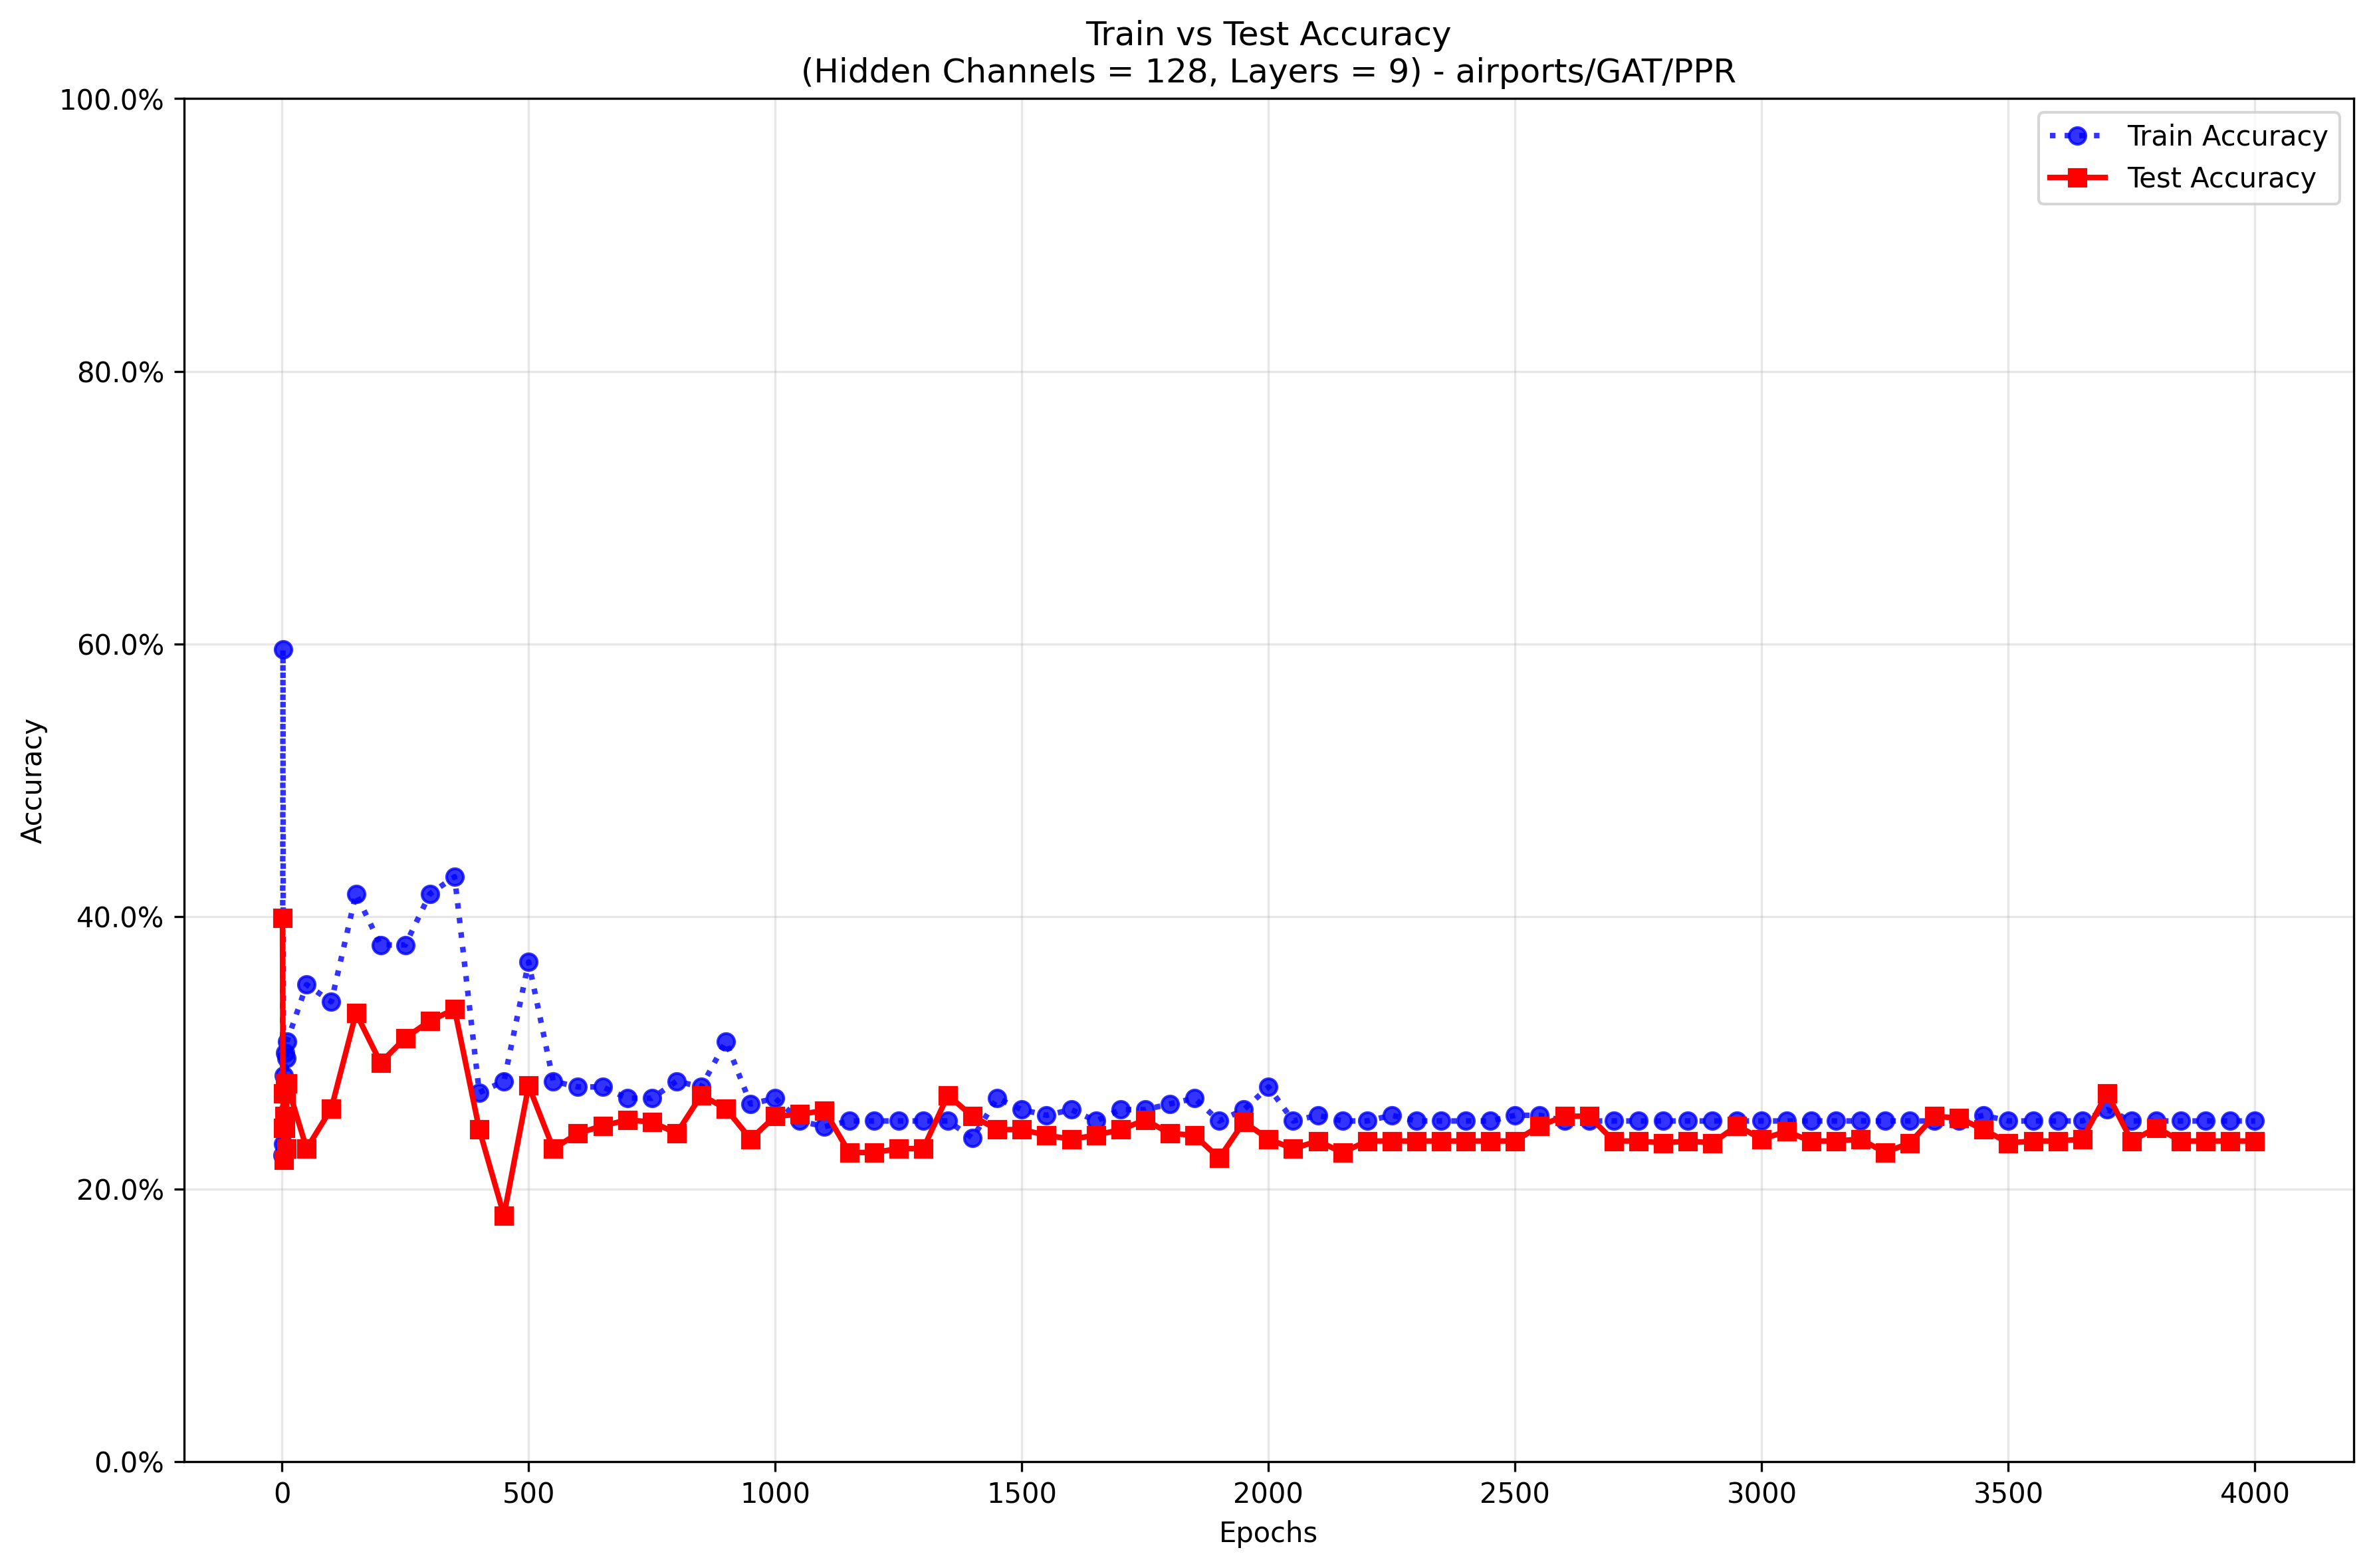 Train vs Test Accuracy
(Hidden Channels = 128, Layers = 9) - airports/GAT/PPR
100.0%
80.0%
60.0%
40.0%
20.0%
0.0%
Accuracy
Train Accuracy
Test Accuracy
0 500 1000 1500 2000 2500 3000 3500 4000
Epochs